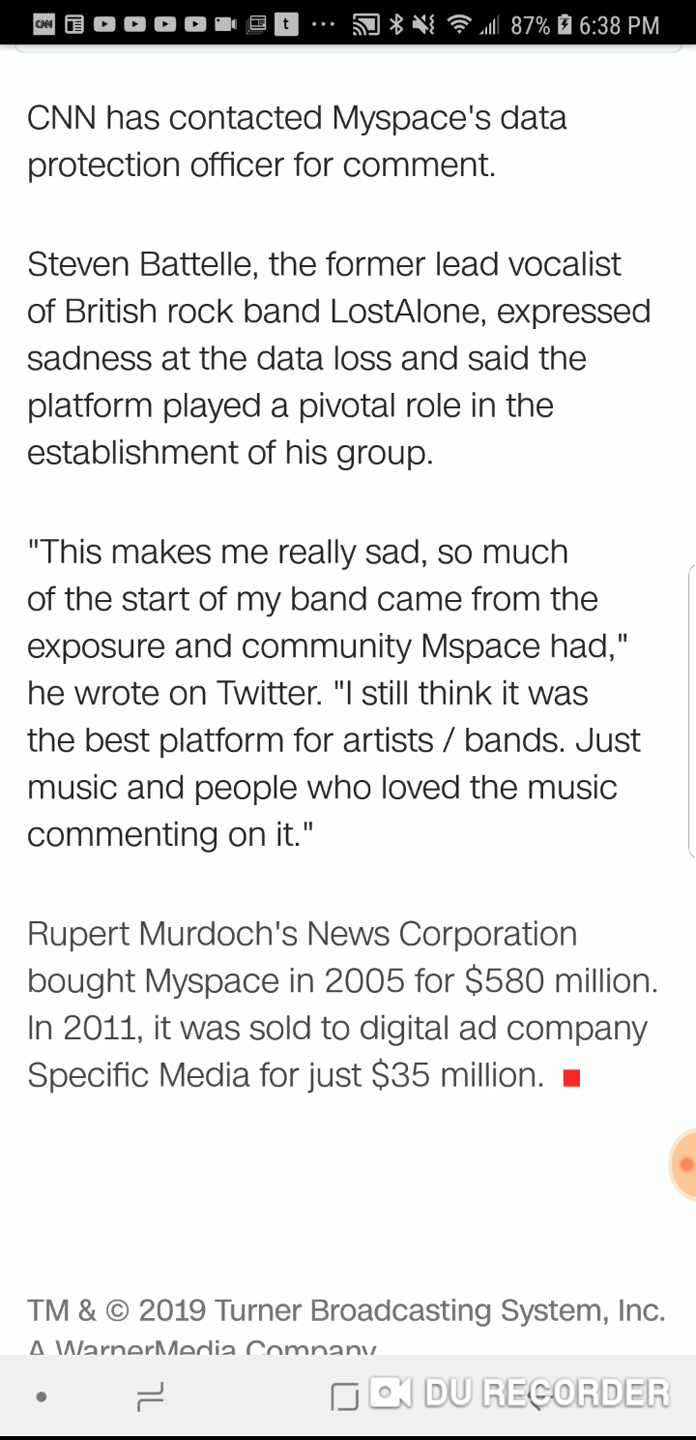 CNN t ... 87% 6:38 PM
CNN has contacted Myspace's data
protection officer for comment.
Steven Battelle, the former lead vocalist
of British rock band LostAlone, expressed
sadness at the data loss and said the
platform played a pivotal role in the
establishment of his group.
"This makes me really sad, so much
of the start of my band came from the
exposure and community Mspace had,"
he wrote on Twitter. "I still think it was
the best platform for artists / bands. Just
music and people who loved the music
commenting on it."
Rupert Murdoch's News Corporation
bought Myspace in 2005 for $580 million.
In 2011, it was sold to digital ad company
Specific Media for just $35 million.
TM & © 2019 Turner Broadcasting System, Inc.
A WarnerMedia Company
DU RECORDER